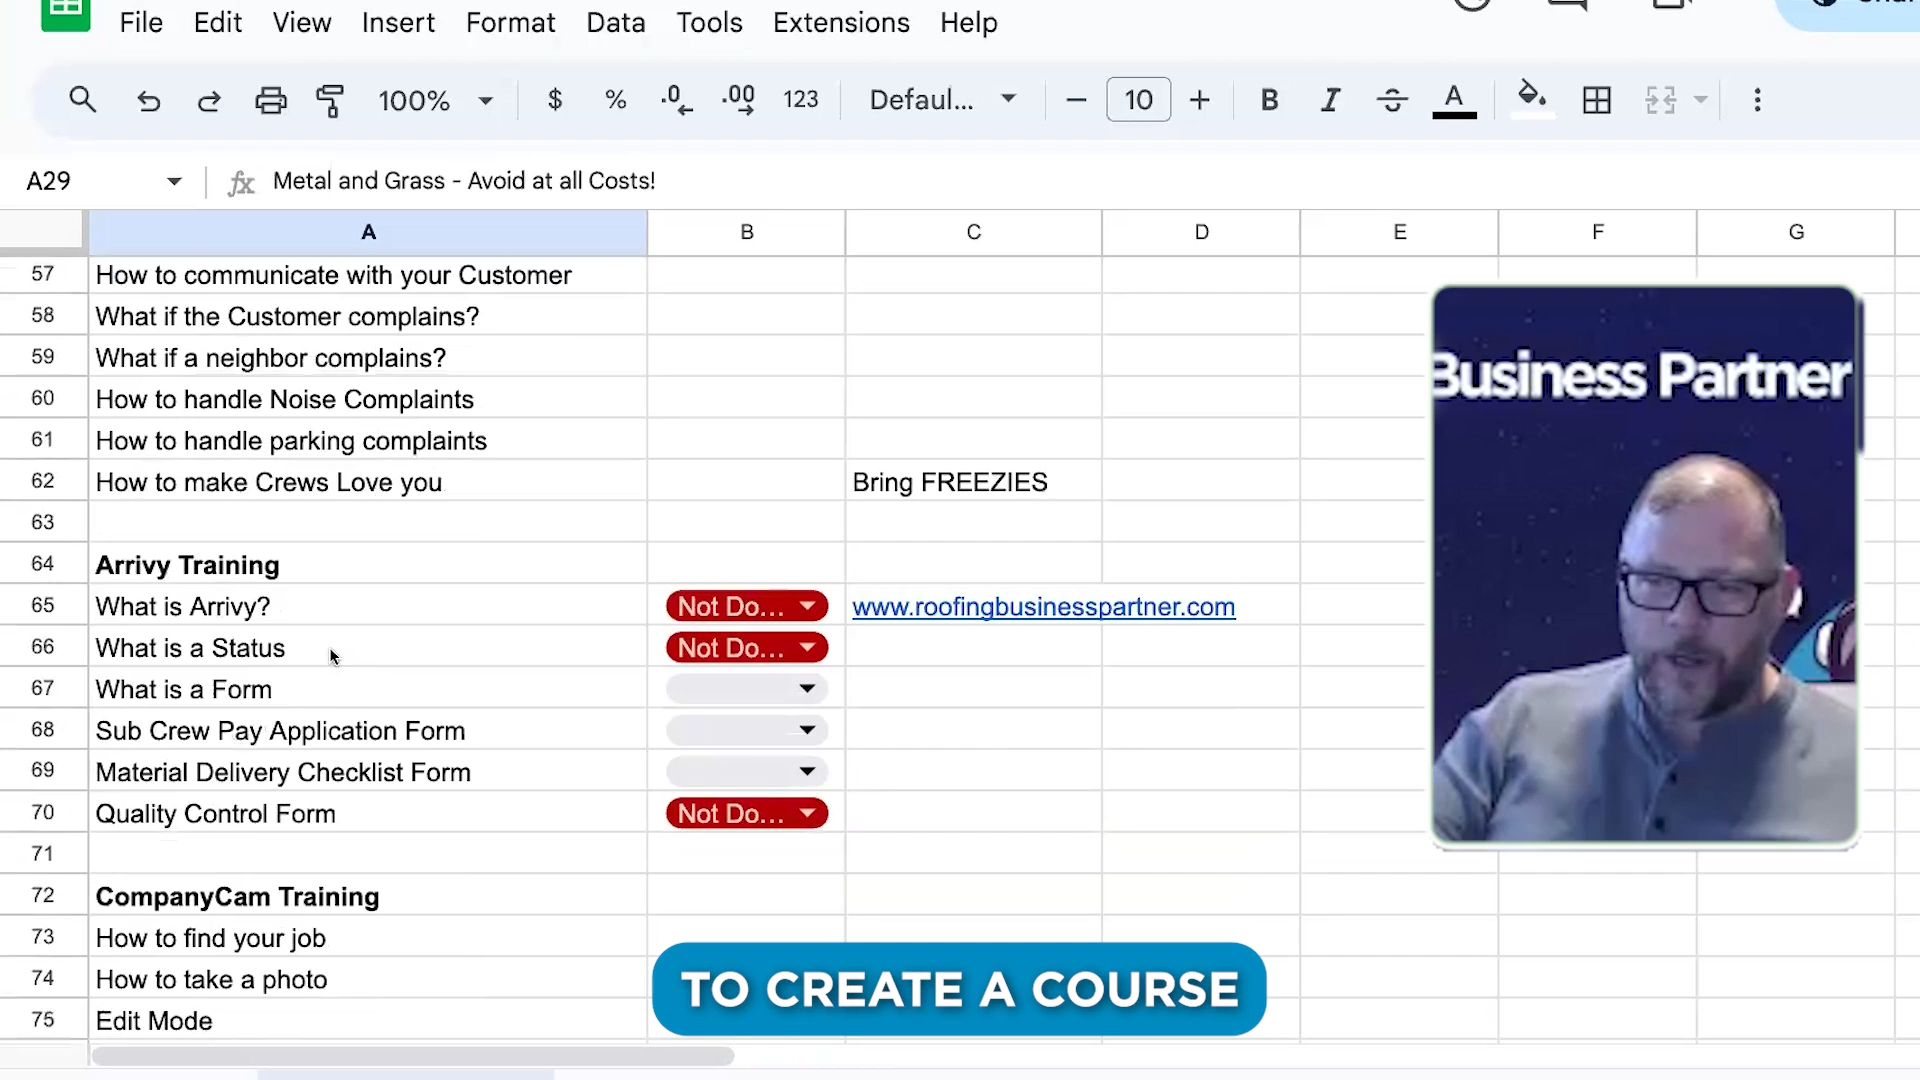 File Edit View Insert Format Data Tools Extensions Help
100% $ % .0 .00 123 Defaul... 10 B I A
A29 fx Metal and Grass - Avoid at all Costs!
A B C D E F G
57 How to communicate with your Customer
58 What if the Customer complains?
59 What if a neighbor complains?
60 How to handle Noise Complaints
61 How to handle parking complaints
62 How to make Crews Love you Bring FREEZIES
63
64 Arrivy Training
65 What is Arrivy? Not Do... www.roofingbusinesspartner.com
66 What is a Status Not Do...
67 What is a Form
68 Sub Crew Pay Application Form
69 Material Delivery Checklist Form
70 Quality Control Form Not Do...
71
72 CompanyCam Training
73 How to find your job
74 How to take a photo
75 Edit Mode
Business Partner
TO CREATE A COURSE